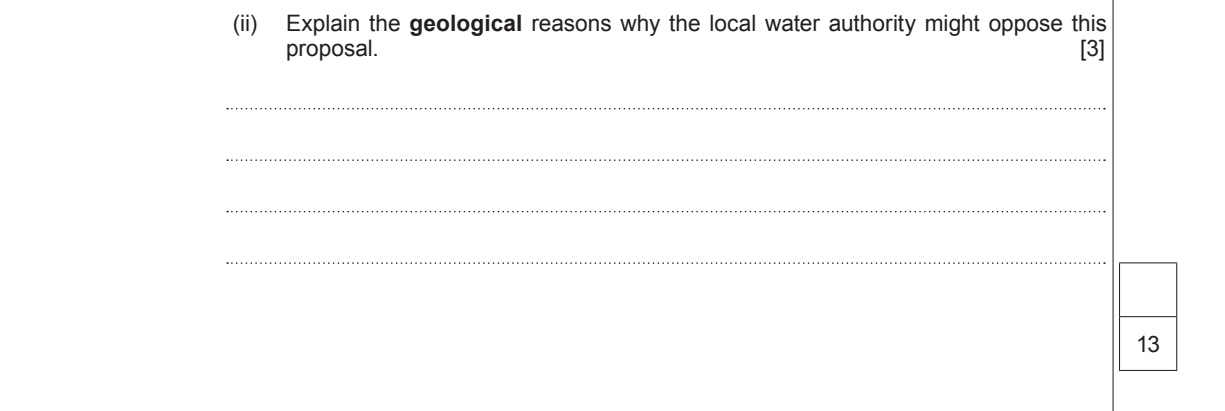 (ii) Explain the geological reasons why the local water authority might oppose this
proposal. [3]
13